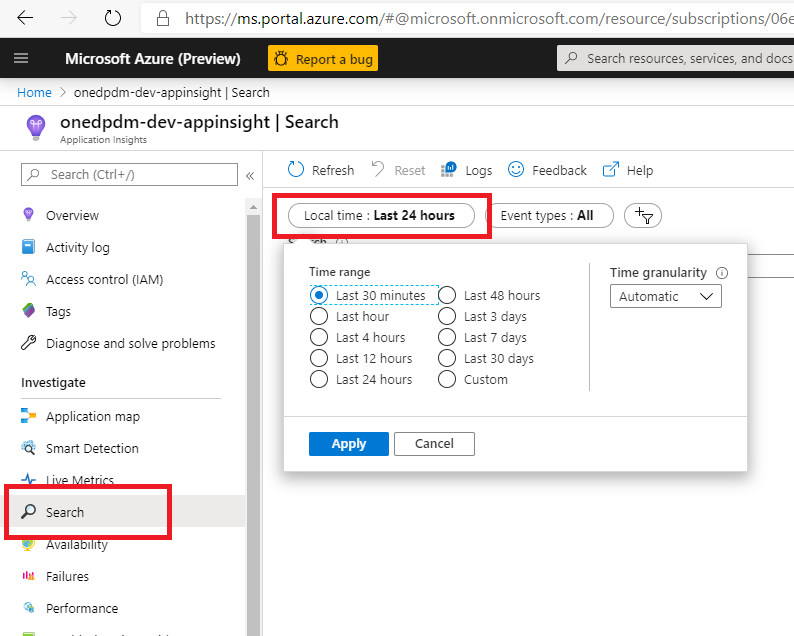 https://ms.portal.azure.com/#@microsoft.onmicrosoft.com/resource/subscriptions/06e
Microsoft Azure (Preview)
Report a bug
Search resources, services, and docs
Home > onedpdm-dev-appinsight | Search
onedpdm-dev-appinsight | Search
Application Insights
Search (Ctrl+/)
«
Overview
Activity log
Access control (IAM)
Tags
Diagnose and solve problems
Investigate
Application map
Smart Detection
Live Metrics
Search
Availability
Failures
Performance
Refresh
Reset
Logs
Feedback
Help
Local time : Last 24 hours
Event types : All
Search
Time range
Last 30 minutes
Last hour
Last 4 hours
Last 12 hours
Last 24 hours
Last 48 hours
Last 3 days
Last 7 days
Last 30 days
Custom
Time granularity
Automatic
Apply
Cancel